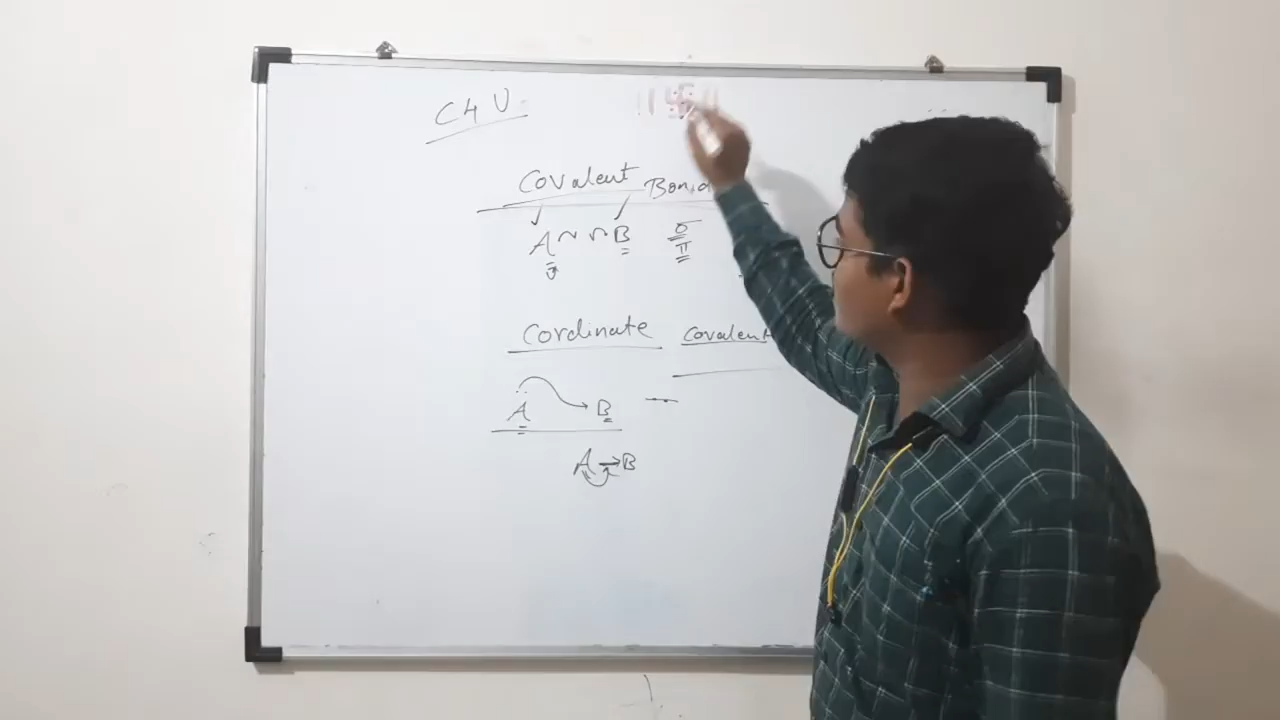 C4U
Covalent Bond
A B σ
π
Cordinate Covalent
A B
A → B